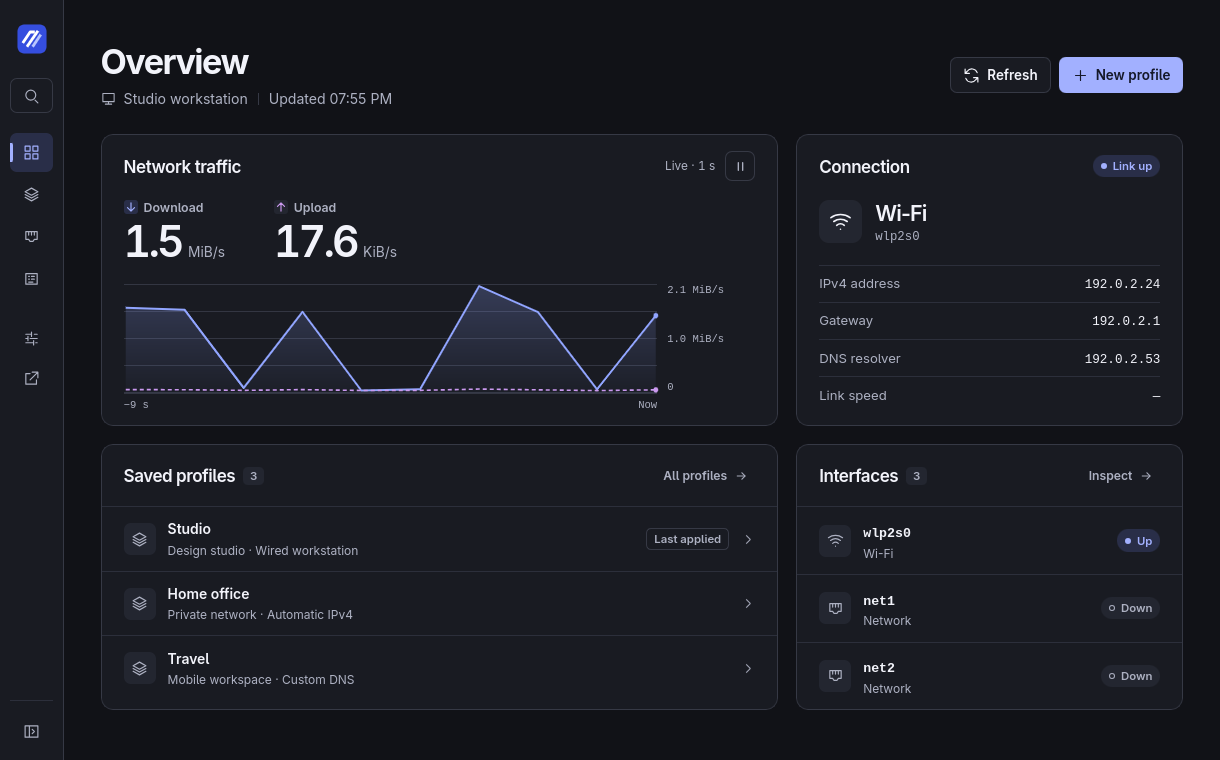 Overview
Studio workstation Updated 07:55 PM
Refresh
New profile
Network traffic
Live · 1 s
Download
Upload
1.5 MiB/s
17.6 KiB/s
2.1 MiB/s
1.0 MiB/s
0
−9 s
Now
Connection
Link up
Wi-Fi
wlp2s0
IPv4 address 192.0.2.24
Gateway 192.0.2.1
DNS resolver 192.0.2.53
Link speed —
Saved profiles 3
All profiles →
Studio
Design studio · Wired workstation
Last applied
Home office
Private network · Automatic IPv4
Travel
Mobile workspace · Custom DNS
Interfaces 3
Inspect →
wlp2s0
Wi-Fi
Up
net1
Network
Down
net2
Network
Down